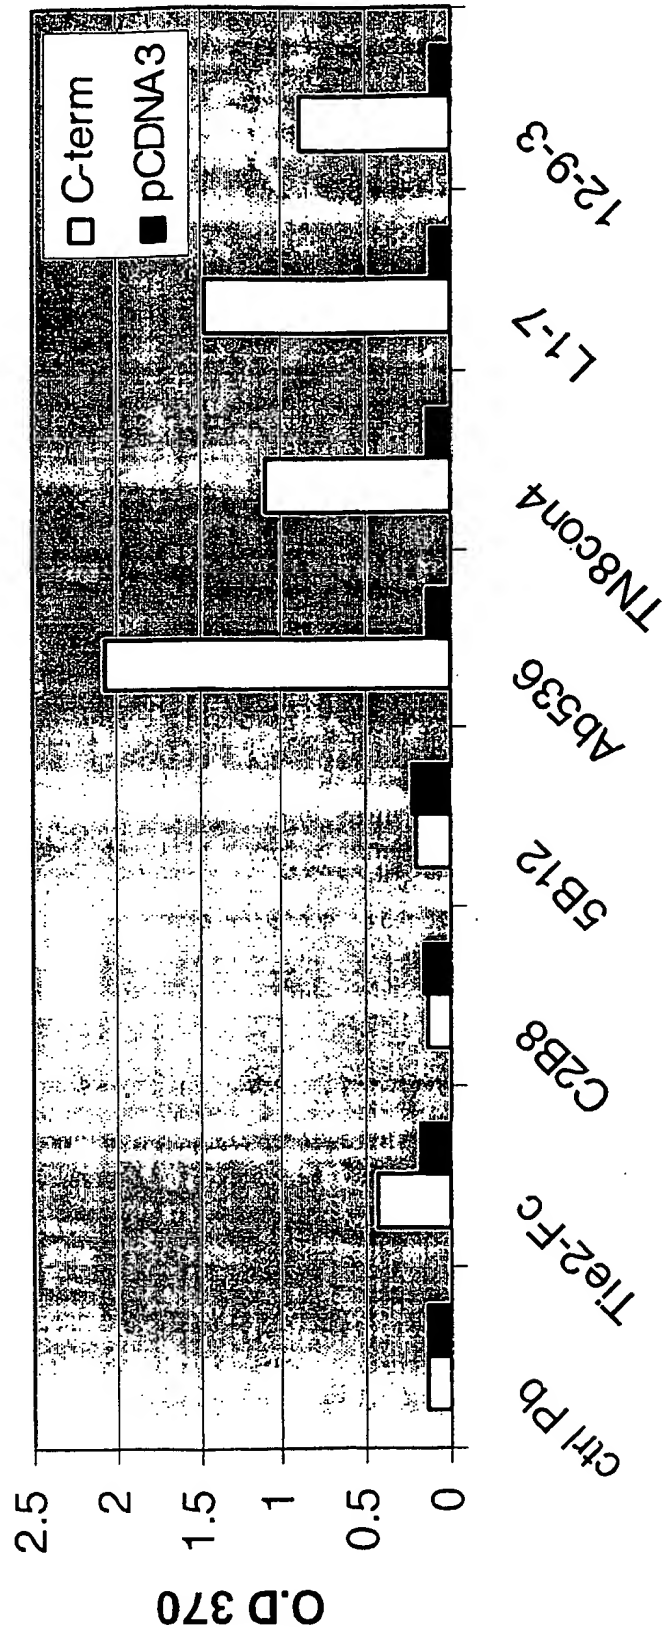 O.D 370
2.5
2
1.5
1
0.5
0
C-term
pCDNA3
ctrl Pb
Tie2-Fc
C2B8
5B12
Ab536
TN8con4
L1-7
12-9-3